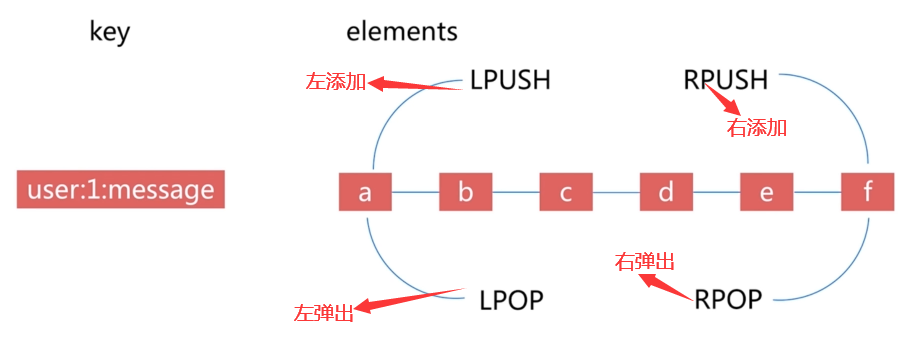 key
elements
左添加
LPUSH
RPUSH
右添加
user:1:message
a
b
c
d
e
f
右弹出
左弹出
LPOP
RPOP